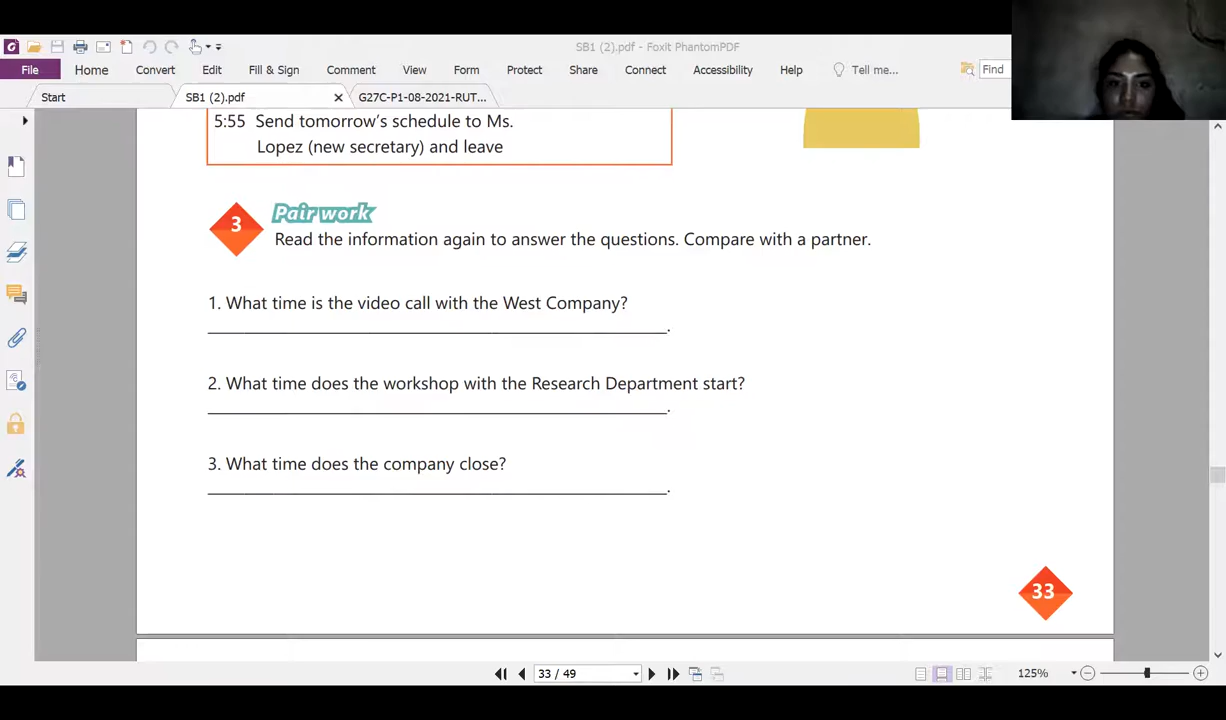 SB1 (2).pdf - Foxit PhantomPDF
File Home Convert Edit Fill & Sign Comment View Form Protect Share Connect Accessibility Help Tell me... Find
Start SB1 (2).pdf G27C-P1-08-2021-RUT...
5:55 Send tomorrow's schedule to Ms.
Lopez (new secretary) and leave
3 Pair work
Read the information again to answer the questions. Compare with a partner.
1. What time is the video call with the West Company?
2. What time does the workshop with the Research Department start?
3. What time does the company close?
33
33 / 49
125%